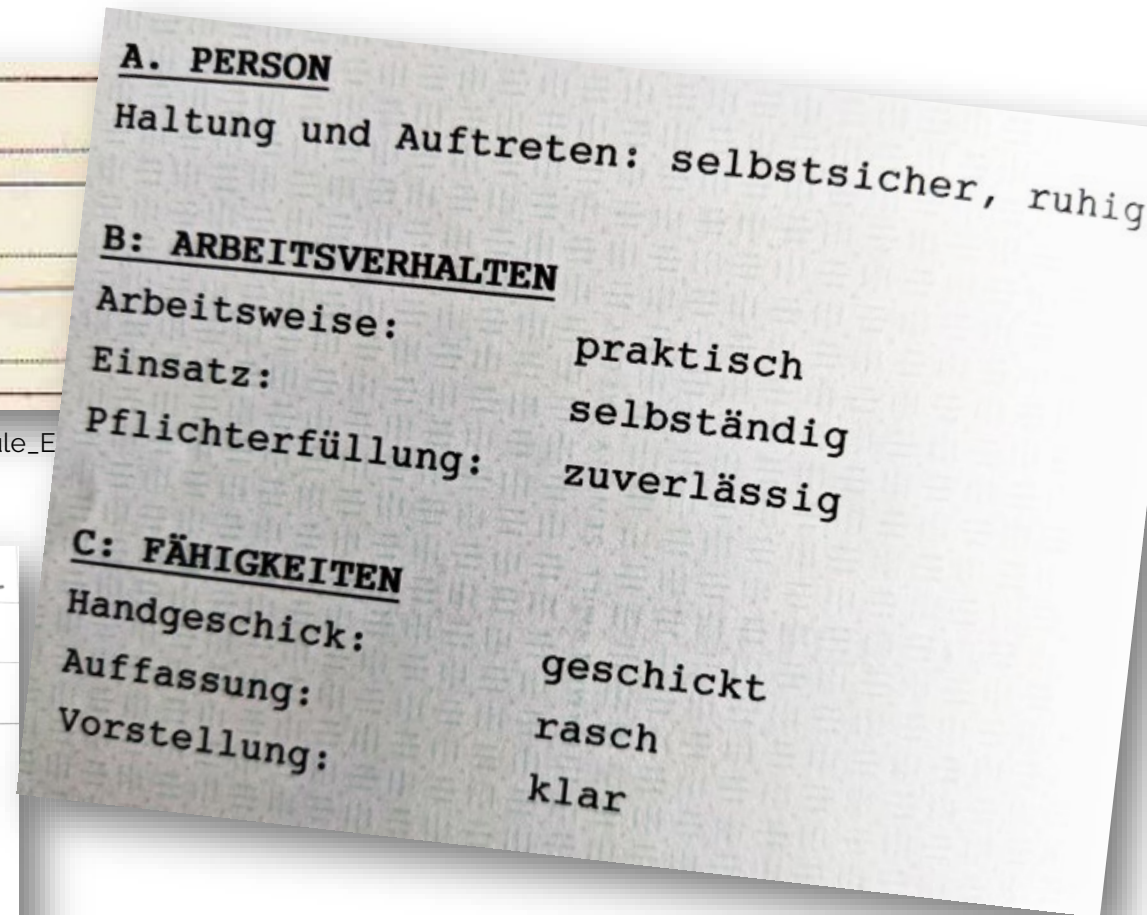 A. PERSON
Haltung und Auftreten: selbstsicher, ruhig
B: ARBEITSVERHALTEN
Arbeitsweise: praktisch
Einsatz: selbständig
Pflichterfüllung: zuverlässig
C: FÄHIGKEITEN
Handgeschick: geschickt
Auffassung: rasch
Vorstellung: klar